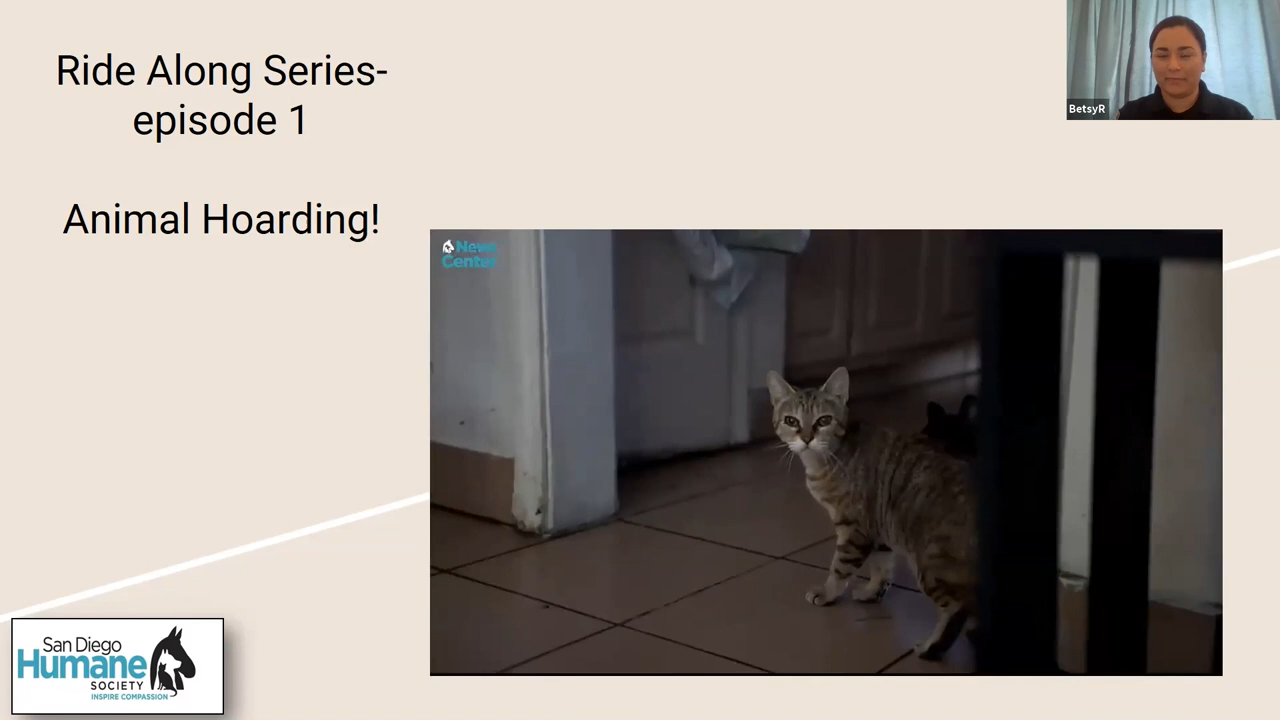 Ride Along Series-
episode 1
Animal Hoarding!
BetsyR
News
Center
San Diego
Humane
SOCIETY
INSPIRE COMPASSION